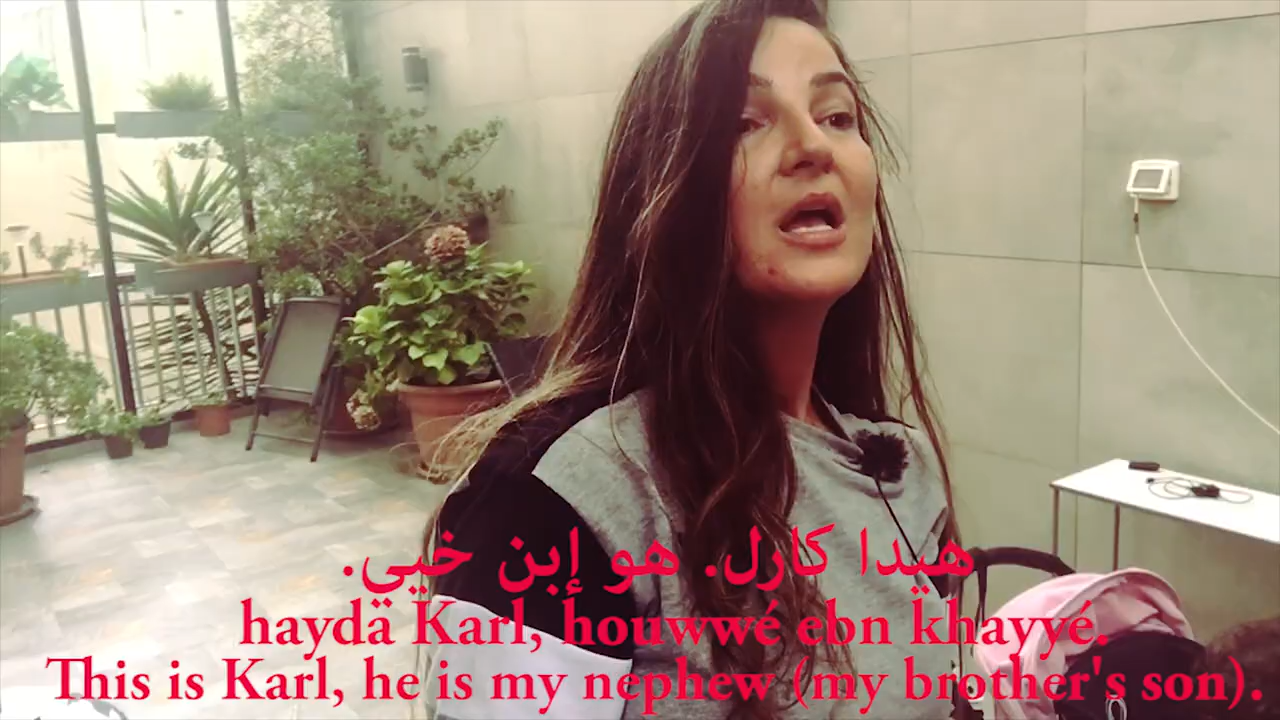 هيدا كارل. هو إبن خيي.
hayda Karl, houwwé ebn khayyé.
This is Karl, he is my nephew (my brother's son).